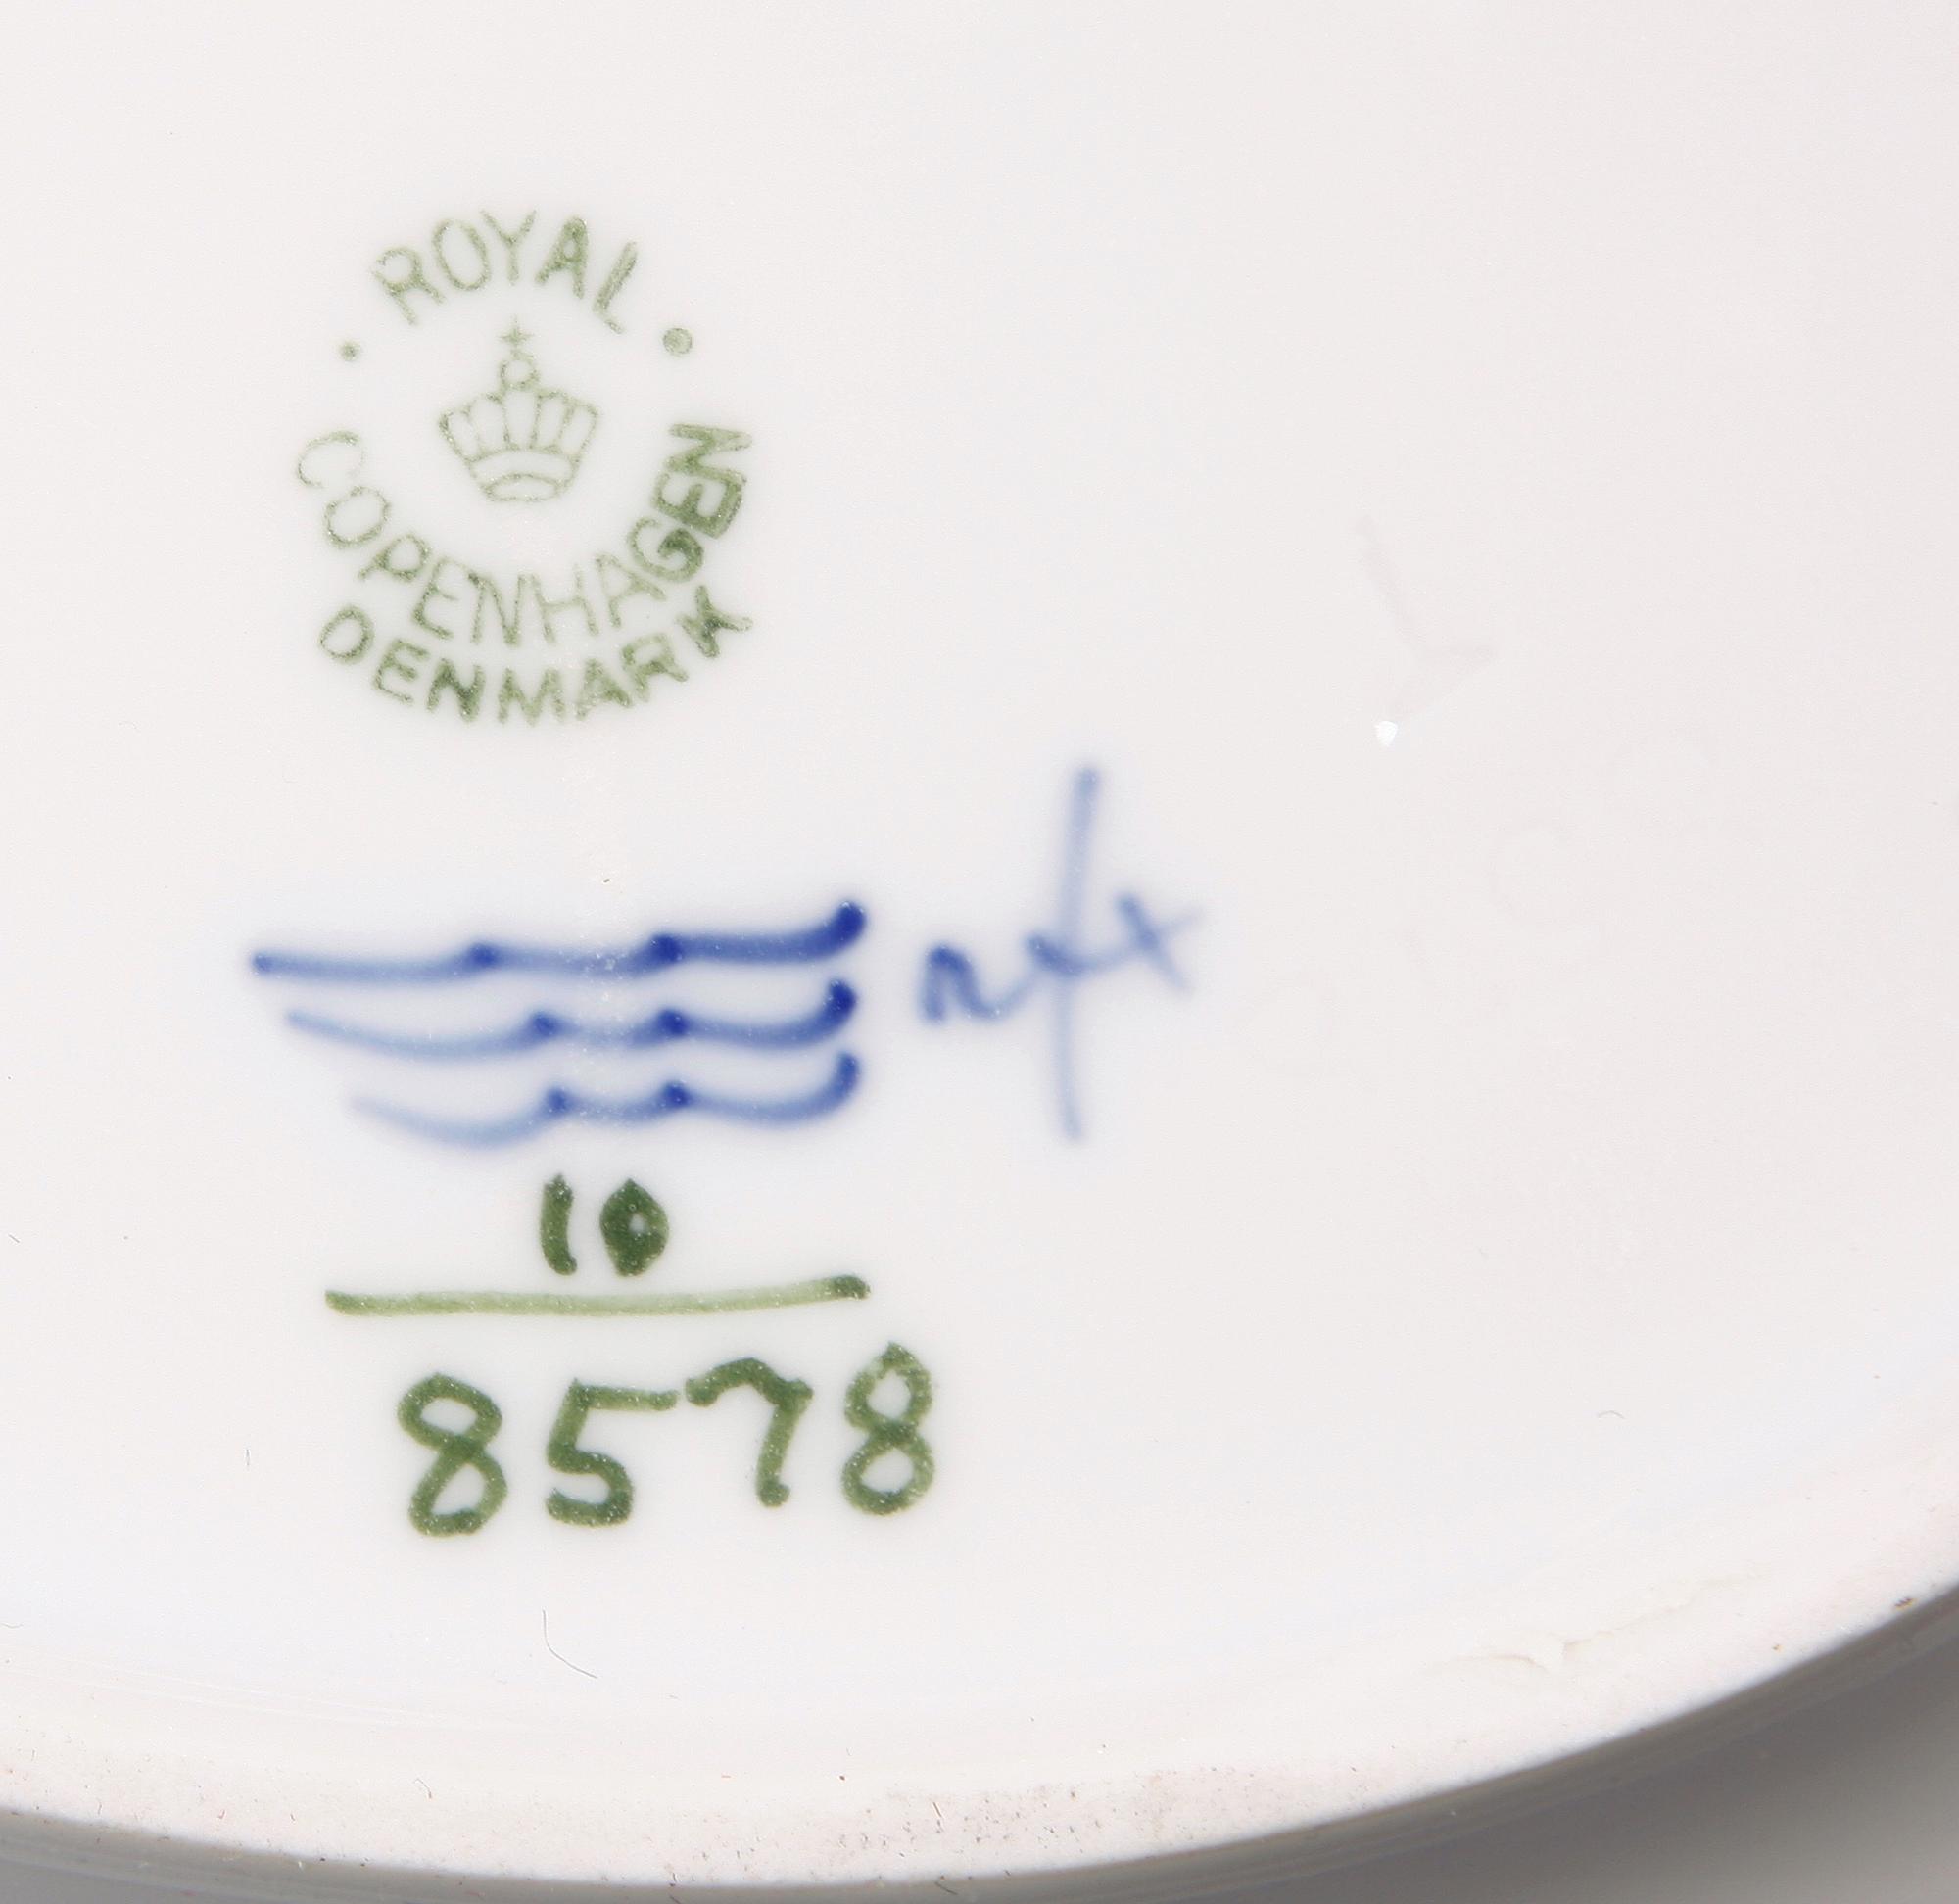 ROYAL
COPENHAGEN
DENMARK
10
8578